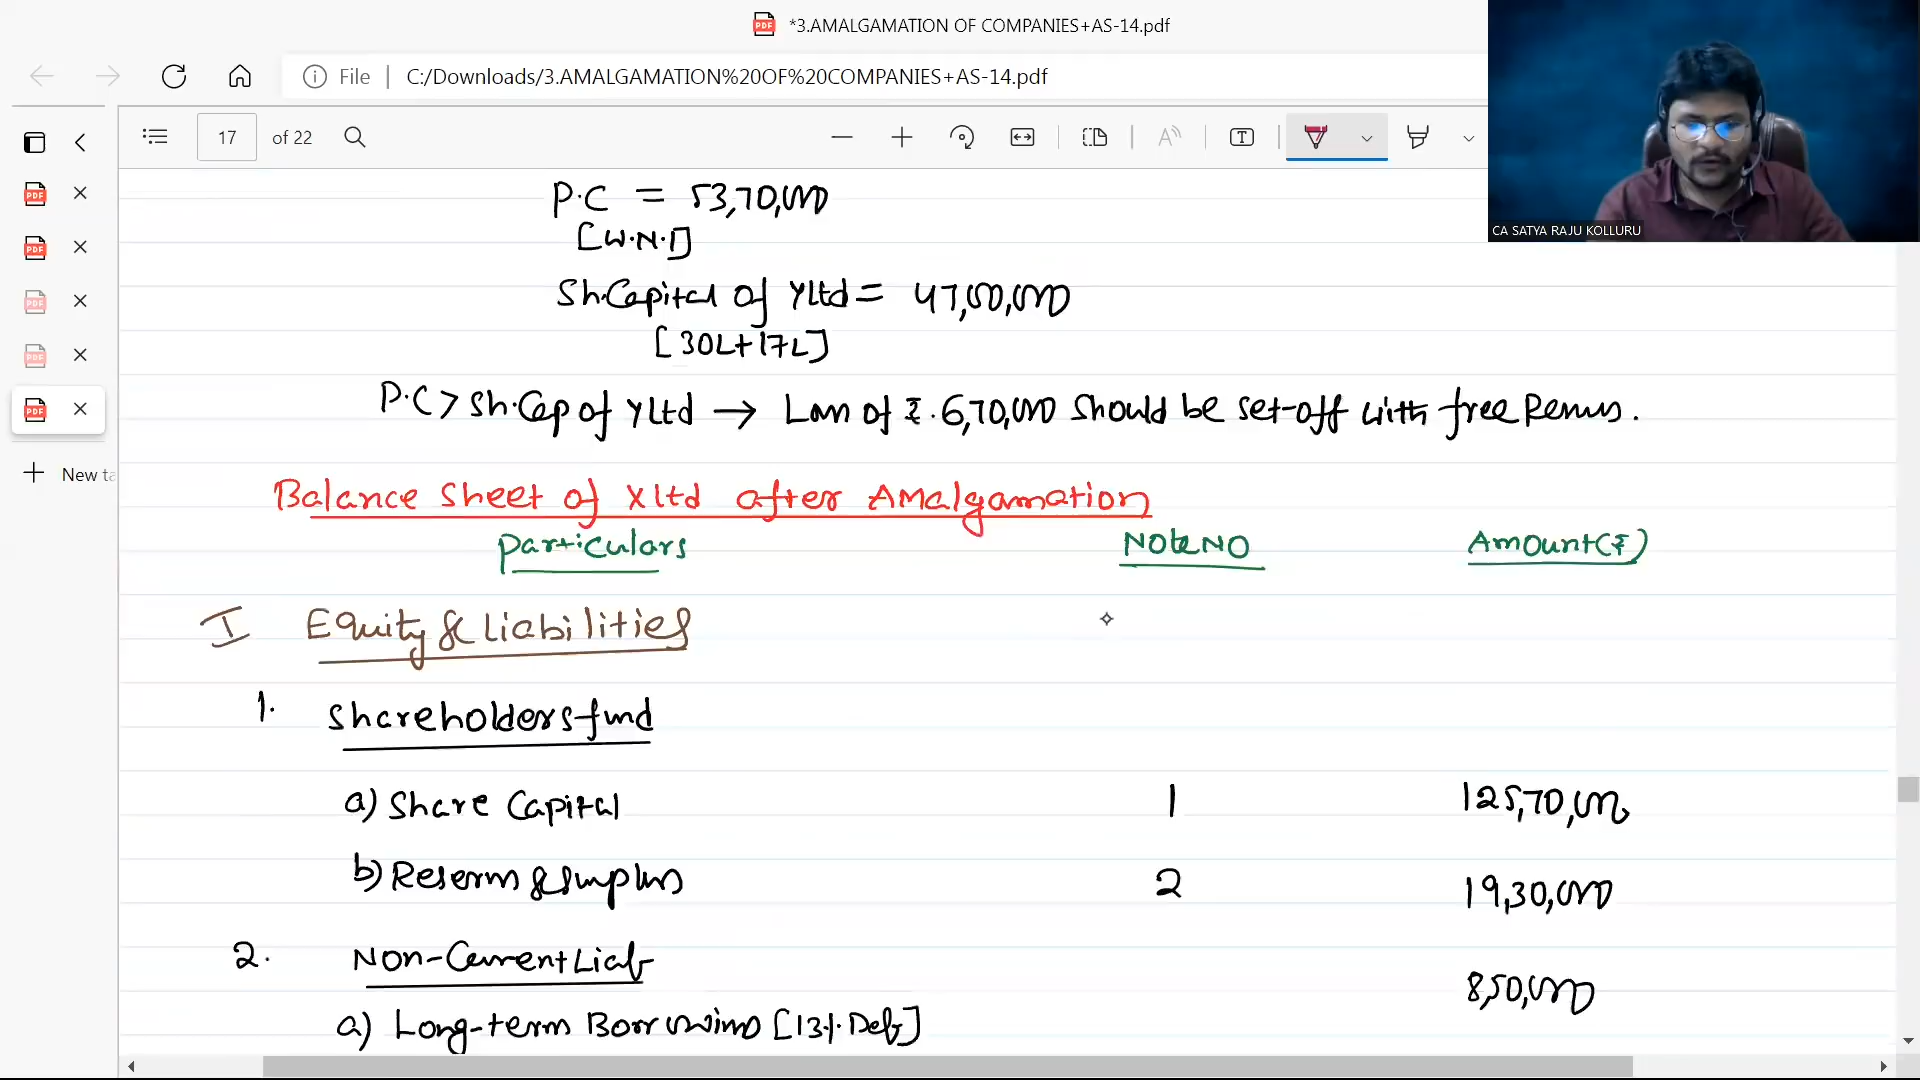 *3.AMALGAMATION OF COMPANIES+AS-14.pdf
File C:/Downloads/3.AMALGAMATION%20OF%20COMPANIES+AS-14.pdf
17 of 22
CA SATYA RAJU KOLLURU
New ta
P.C = 53,70,000
[W.N.1]
Sh.Capital of Y Ltd = 47,00,000
[30L+17L]
P.C > Sh.Cap of Y Ltd → of ₹.6,70,000 should be set-off with free
Balance Sheet of X Ltd after Amalgamation
Particulars Note NO Amount(₹)
I Equity & Liabilities
1. Shareholders fund
a) Share Capital 1 125,70,000
b) Reserves & Surplus 2 19,30,000
2. Non-Current Liab
8,50,000
a) Long-term Borrowings [13% Deb]